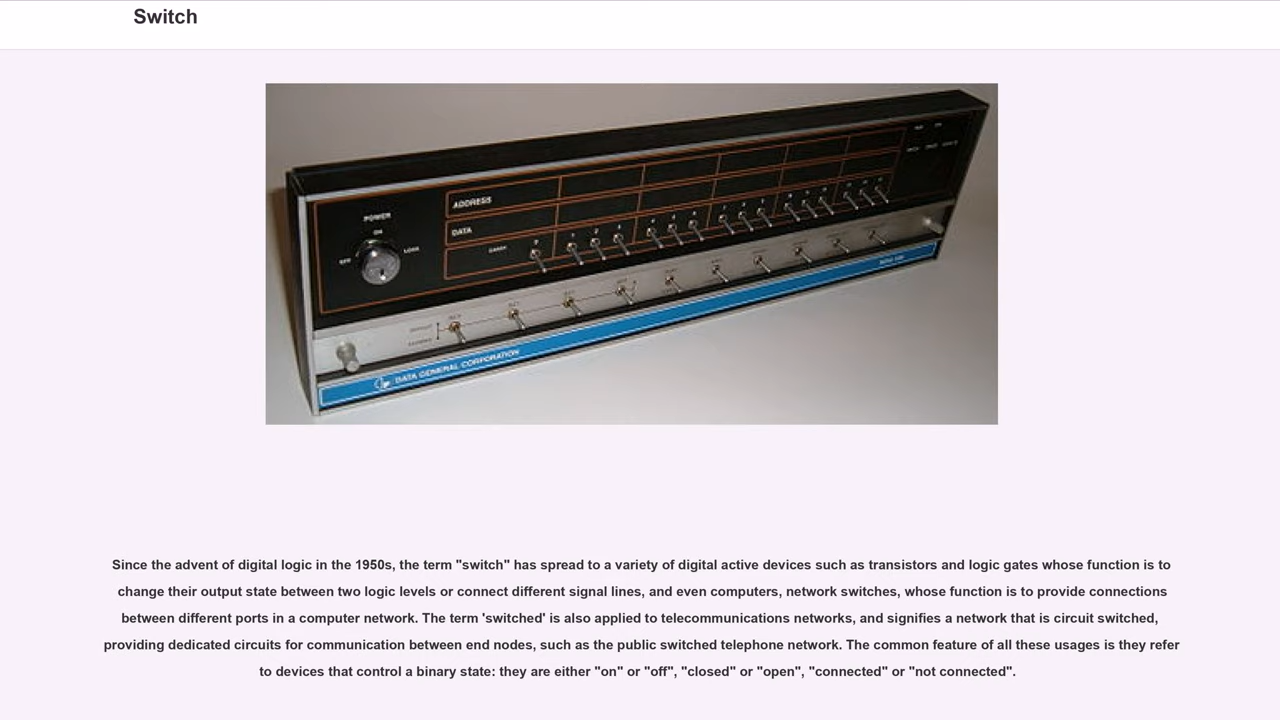 Switch
POWER
ON
OFF
LOCK
ADDRESS
DATA
CARRY
DATA GENERAL CORPORATION
Since the advent of digital logic in the 1950s, the term "switch" has spread to a variety of digital active devices such as transistors and logic gates whose function is to
change their output state between two logic levels or connect different signal lines, and even computers, network switches, whose function is to provide connections
between different ports in a computer network. The term 'switched' is also applied to telecommunications networks, and signifies a network that is circuit switched,
providing dedicated circuits for communication between end nodes, such as the public switched telephone network. The common feature of all these usages is they refer
to devices that control a binary state: they are either "on" or "off", "closed" or "open", "connected" or "not connected".